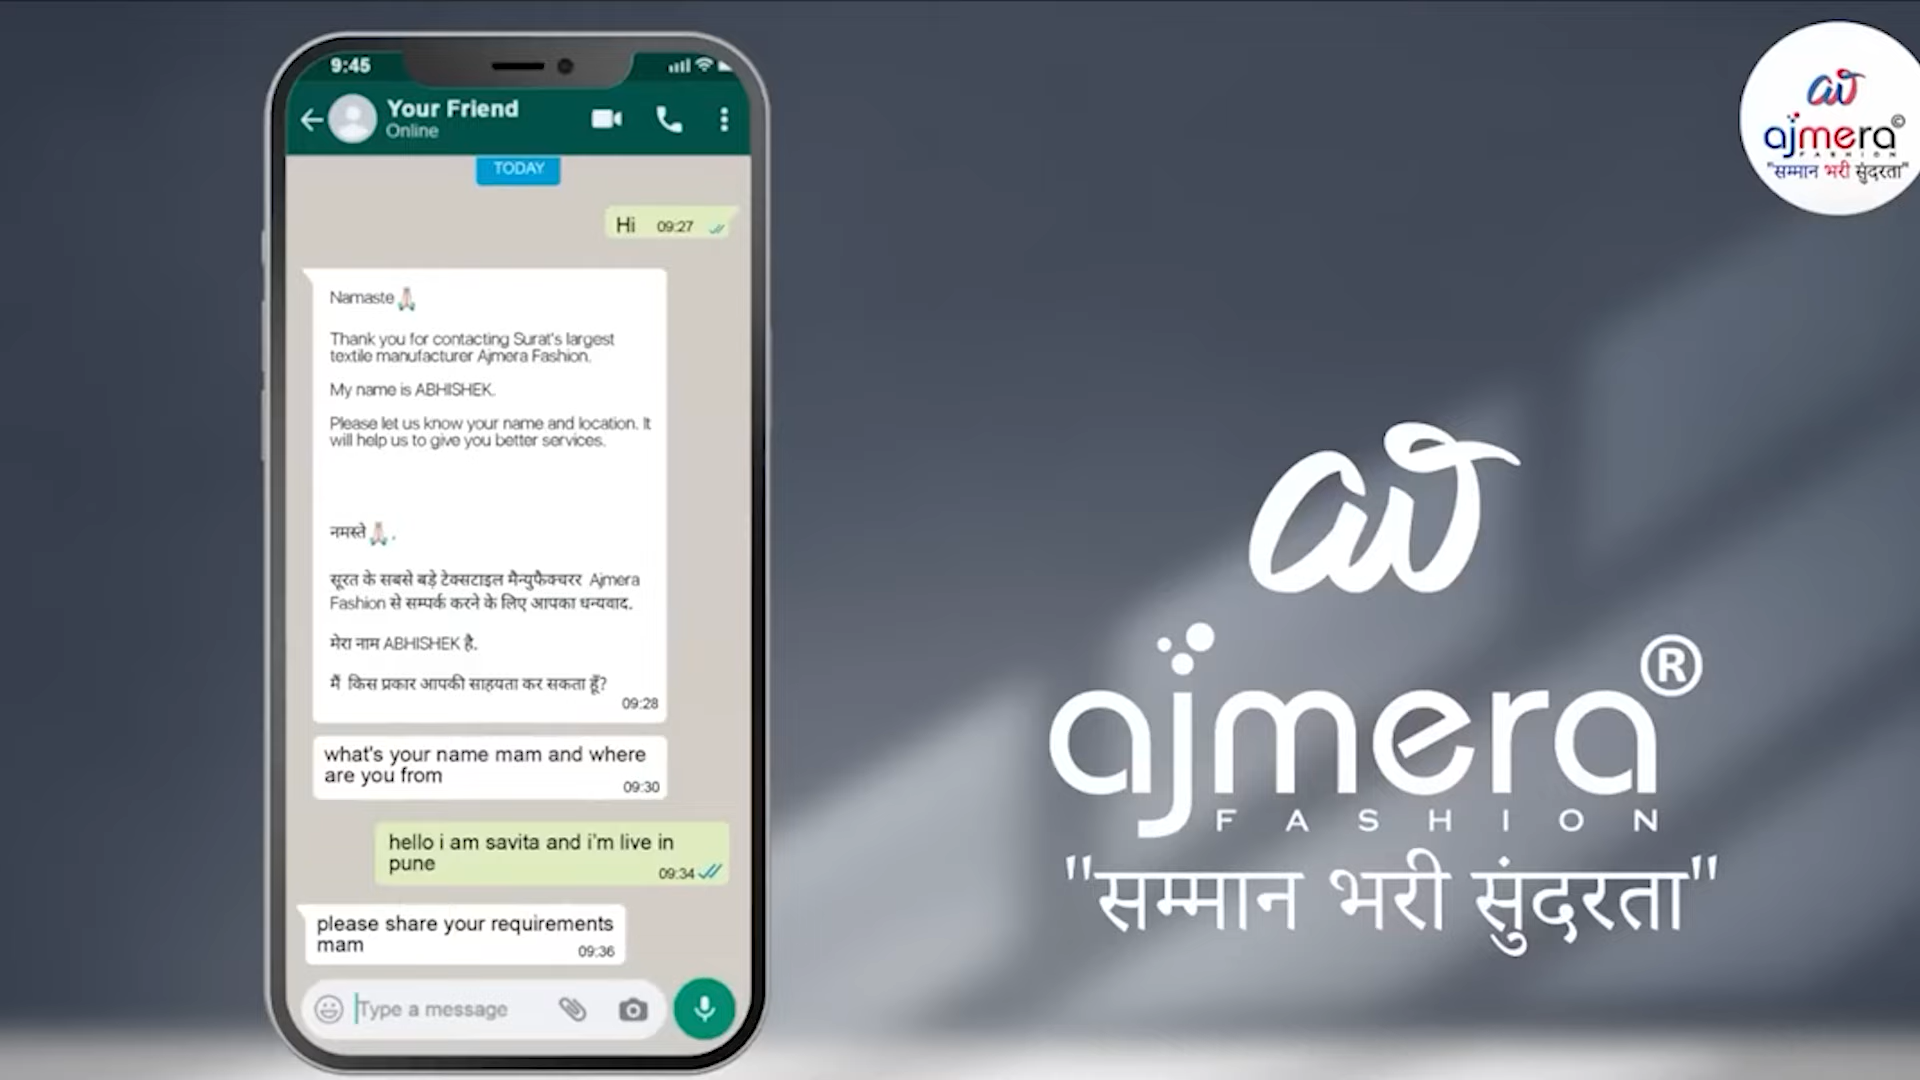 9:45
Your Friend
Online
TODAY
Hi 09:27
Namaste🙏🏻
Thank you for contacting Surat's largest
textile manufacturer Ajmera Fashion.
My name is ABHISHEK.
Please let us know your name and location. It
will help us to give you better services.
नमस्ते🙏🏻.
सूरत के सबसे बड़े टेक्सटाइल मैन्युफैक्चरर Ajmera
Fashion से सम्पर्क करने के लिए आपका धन्यवाद.
मेरा नाम ABHISHEK है.
मैं किस प्रकार आपकी साहयता कर सकता हूँ?
09:28
what's your name mam and where
are you from
09:30
hello i am savita and i'm live in
pune
09:34
please share your requirements
mam
09:36
Type a message
ajmera©
FASHION
"सम्मान भरी सुंदरता"
ajmera®
FASHION
"सम्मान भरी सुंदरता"